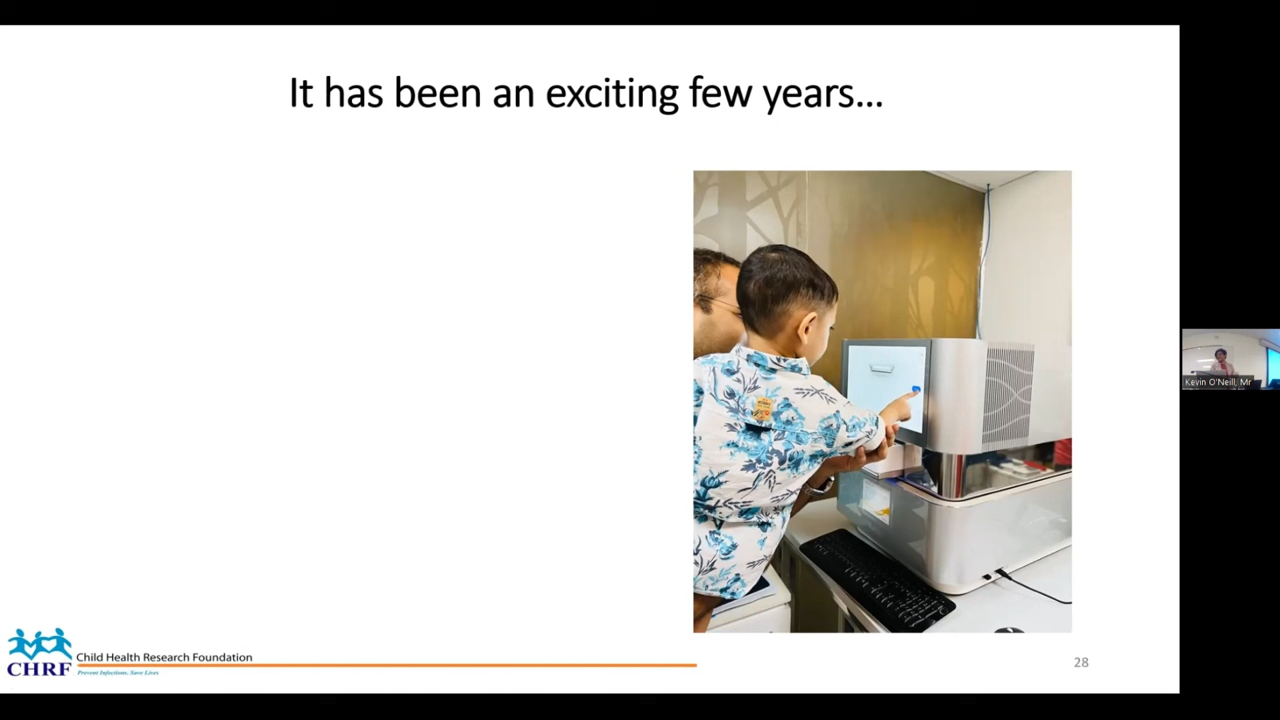 It has been an exciting few years...
Kevin O'Neill, Mr
CHRF
Child Health Research Foundation
Prevent Infections, Save Lives
28